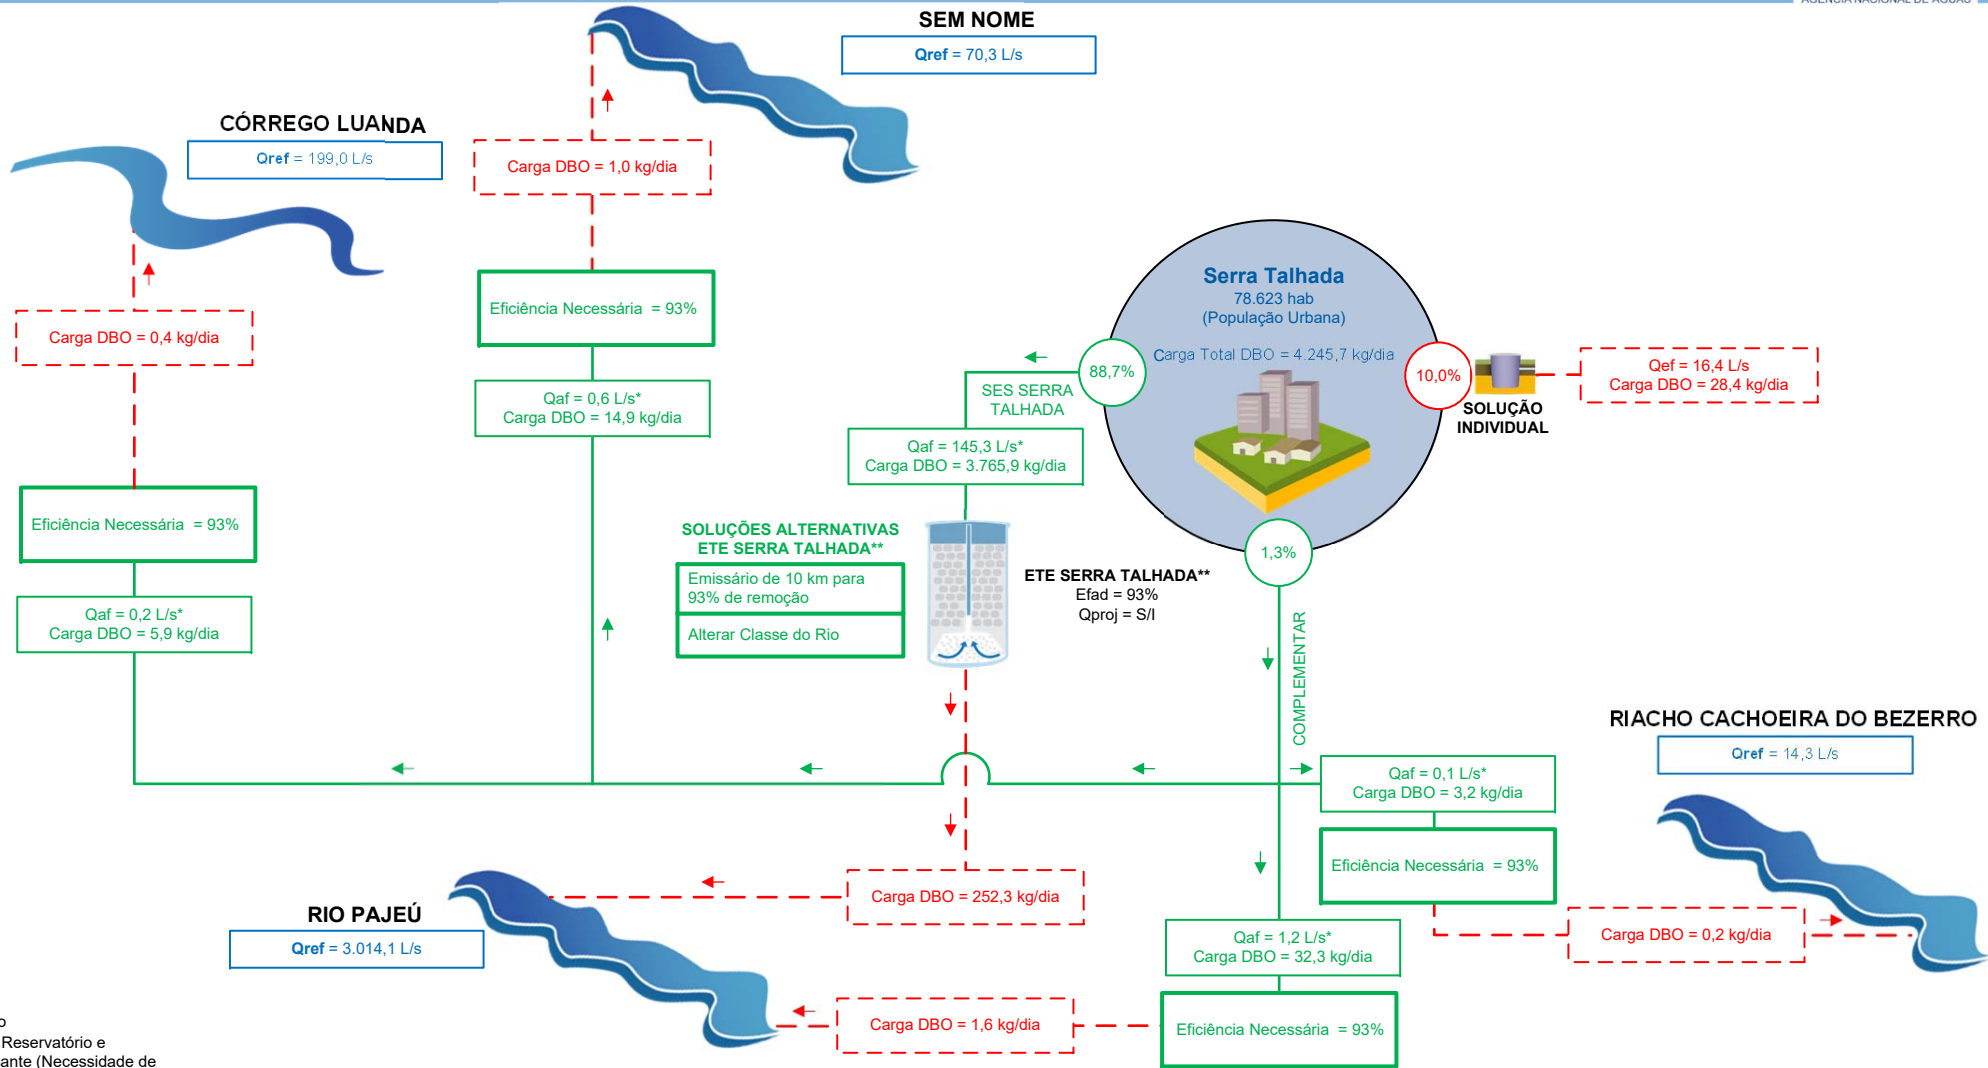 AGÊNCIA NACIONAL DE ÁGUAS
SEM NOME
Qref = 70,3 L/s
CÓRREGO LUANDA
Qref = 199,0 L/s
Carga DBO = 1,0 kg/dia
Carga DBO = 0,4 kg/dia
Eficiência Necessária = 93%
Qaf = 0,6 L/s*
Carga DBO = 14,9 kg/dia
Eficiência Necessária = 93%
Qaf = 0,2 L/s*
Carga DBO = 5,9 kg/dia
Serra Talhada
78.623 hab
(População Urbana)
Carga Total DBO = 4.245,7 kg/dia
88,7%
10,0%
1,3%
SOLUÇÃO
INDIVIDUAL
Qef = 16,4 L/s
Carga DBO = 28,4 kg/dia
SES SERRA
TALHADA
Qaf = 145,3 L/s*
Carga DBO = 3.765,9 kg/dia
SOLUÇÕES ALTERNATIVAS
ETE SERRA TALHADA**
Emissário de 10 km para
93% de remoção
Alterar Classe do Rio
ETE SERRA TALHADA**
Efad = 93%
Qproj = S/I
COMPLEMENTAR
RIACHO CACHOEIRA DO BEZERRO
Qref = 14,3 L/s
Qaf = 0,1 L/s*
Carga DBO = 3,2 kg/dia
Eficiência Necessária = 93%
Carga DBO = 0,2 kg/dia
Carga DBO = 252,3 kg/dia
RIO PAJEÚ
Qref = 3.014,1 L/s
Qaf = 1,2 L/s*
Carga DBO = 32,3 kg/dia
Eficiência Necessária = 93%
Carga DBO = 1,6 kg/dia
o
Reservatório e
ante (Necessidade de